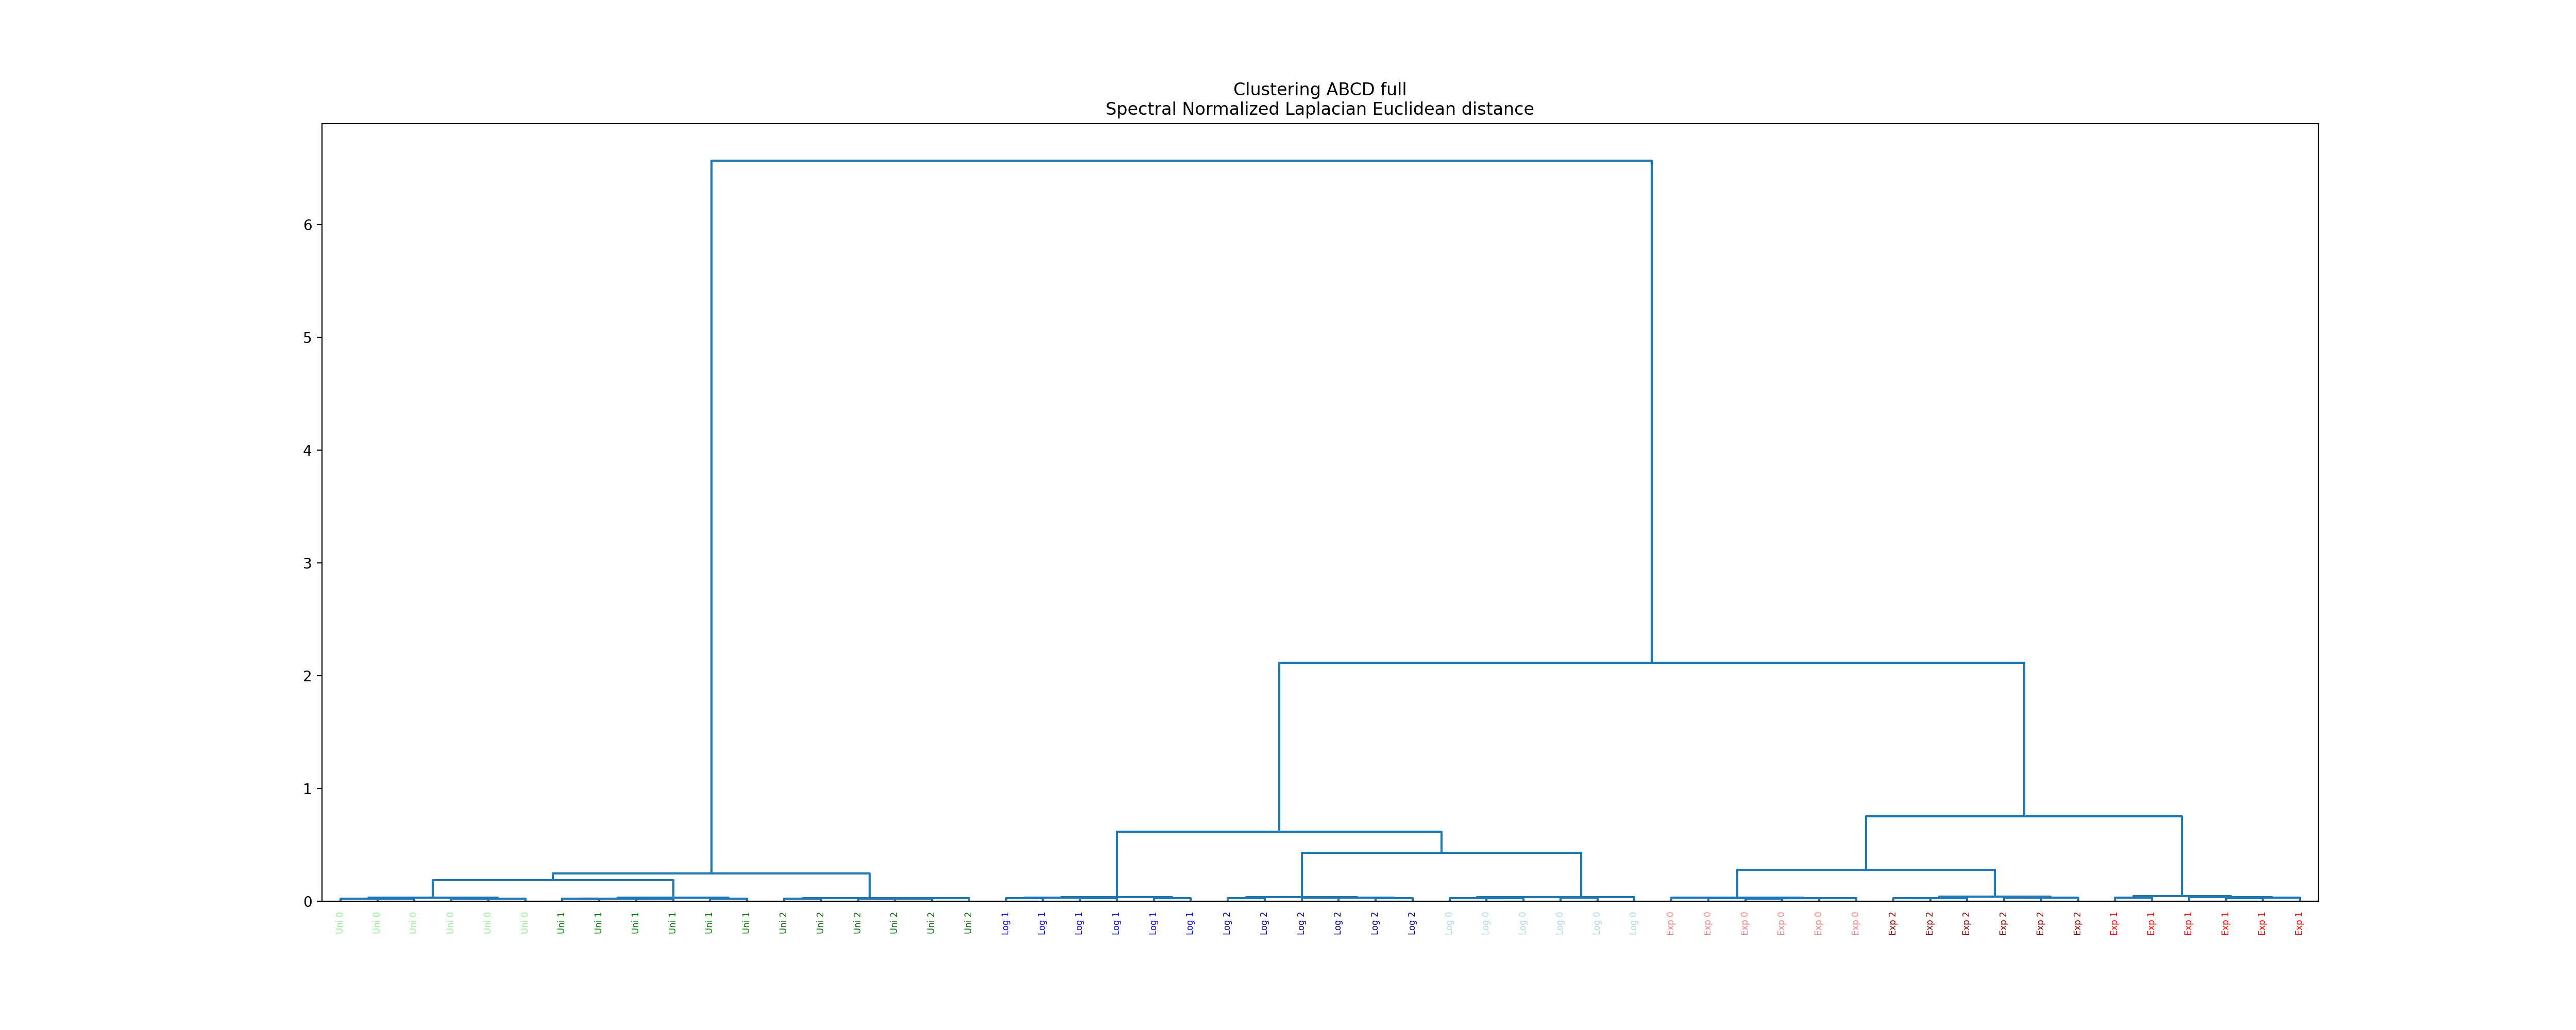 Clustering ABCD full
Spectral Normalized Laplacian Euclidean distance
6
5
4
3
2
1
0
Uni 0 Uni 0 Uni 0 Uni 0 Uni 0 Uni 0 Uni 1 Uni 1 Uni 1 Uni 1 Uni 1 Uni 1 Uni 2 Uni 2 Uni 2 Uni 2 Uni 2 Uni 2 Log 1 Log 1 Log 1 Log 1 Log 1 Log 1 Log 2 Log 2 Log 2 Log 2 Log 2 Log 2 Log 0 Log 0 Log 0 Log 0 Log 0 Log 0 Exp 0 Exp 0 Exp 0 Exp 0 Exp 0 Exp 0 Exp 2 Exp 2 Exp 2 Exp 2 Exp 2 Exp 2 Exp 1 Exp 1 Exp 1 Exp 1 Exp 1 Exp 1